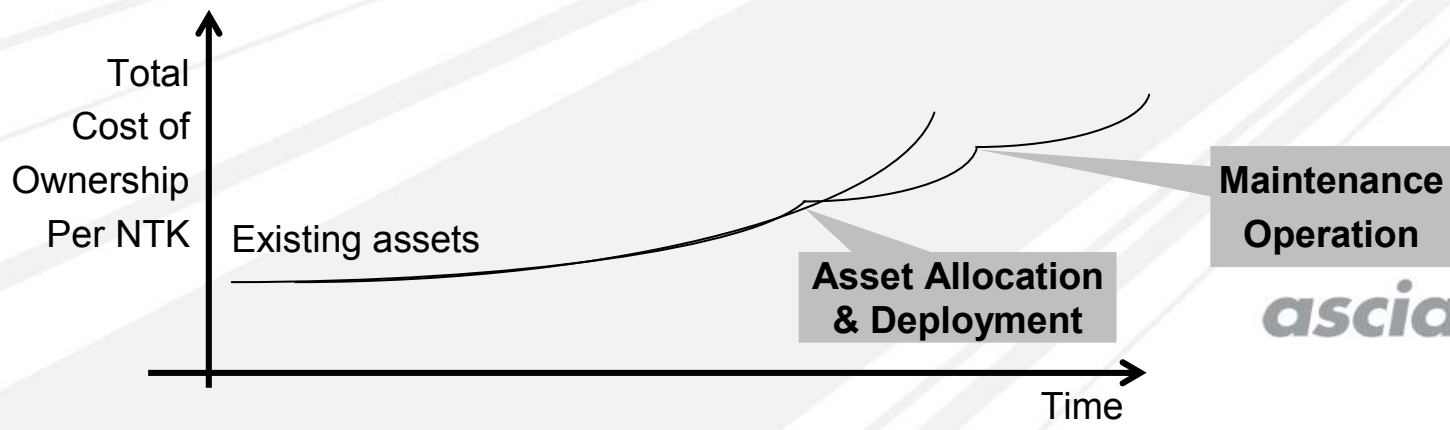 Total
Cost of
Ownership
Per NTK
Existing assets
Maintenance
Operation
Asset Allocation
& Deployment
Time